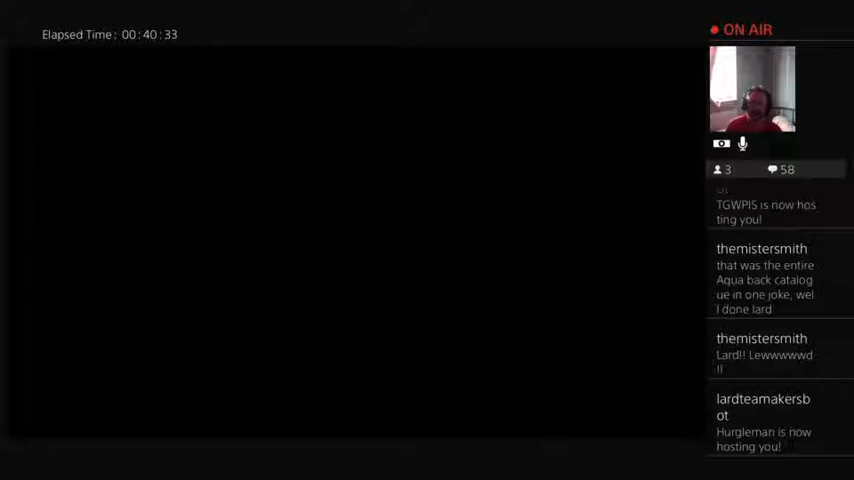 Elapsed Time: 00:40:33
ON AIR
3
58
TGWPIS is now hos
ting you!
themistersmith
that was the entire
Aqua back catalog
ue in one joke, wel
l done lard
themistersmith
Lard!! Lewwwwwd
!!
lardteamakersb
ot
Hurgleman is now
hosting you!